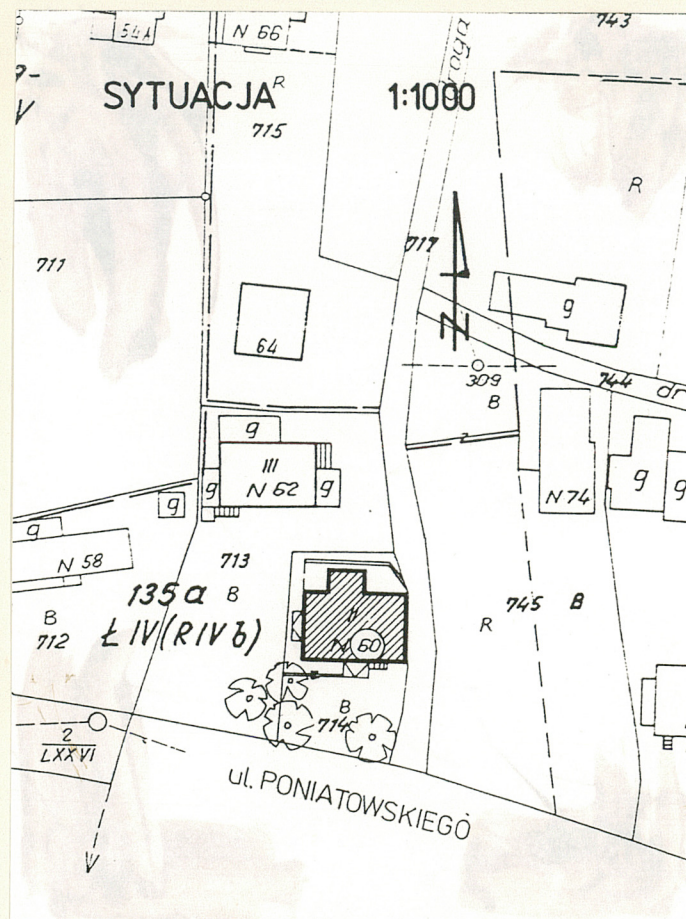 54A
N 66
743
SYTUACJA
R
1:1000
droga
715
R
711
717
g
64
309
744
dr
B
g
III
g
N 62
g
g
N 74
g
g
g
N 58
713
135a
B
Ł IV (R IV b)
B
712
II
N 60
R
745
B
B
714
2
LXXVI
ul. PONIATOWSKIEGO